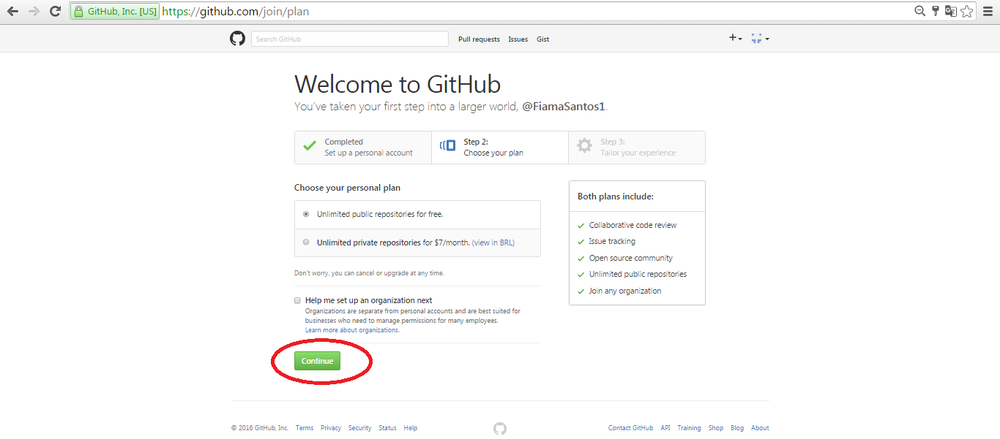 GitHub, Inc. [US] https://github.com/join/plan
Search GitHub Pull requests Issues Gist
Welcome to GitHub
You've taken your first step into a larger world, @FiamaSantos1.
Completed
Set up a personal account
Step 2:
Choose your plan
Step 3:
Tailor your experience
Choose your personal plan
Unlimited public repositories for free.
Unlimited private repositories for $7/month. (view in BRL)
Don't worry, you can cancel or upgrade at any time.
Help me set up an organization next
Organizations are separate from personal accounts and are best suited for
businesses who need to manage permissions for many employees.
Learn more about organizations.
Continue
Both plans include:
Collaborative code review
Issue tracking
Open source community
Unlimited public repositories
Join any organization
© 2016 GitHub, Inc. Terms Privacy Security Status Help Contact GitHub API Training Shop Blog About